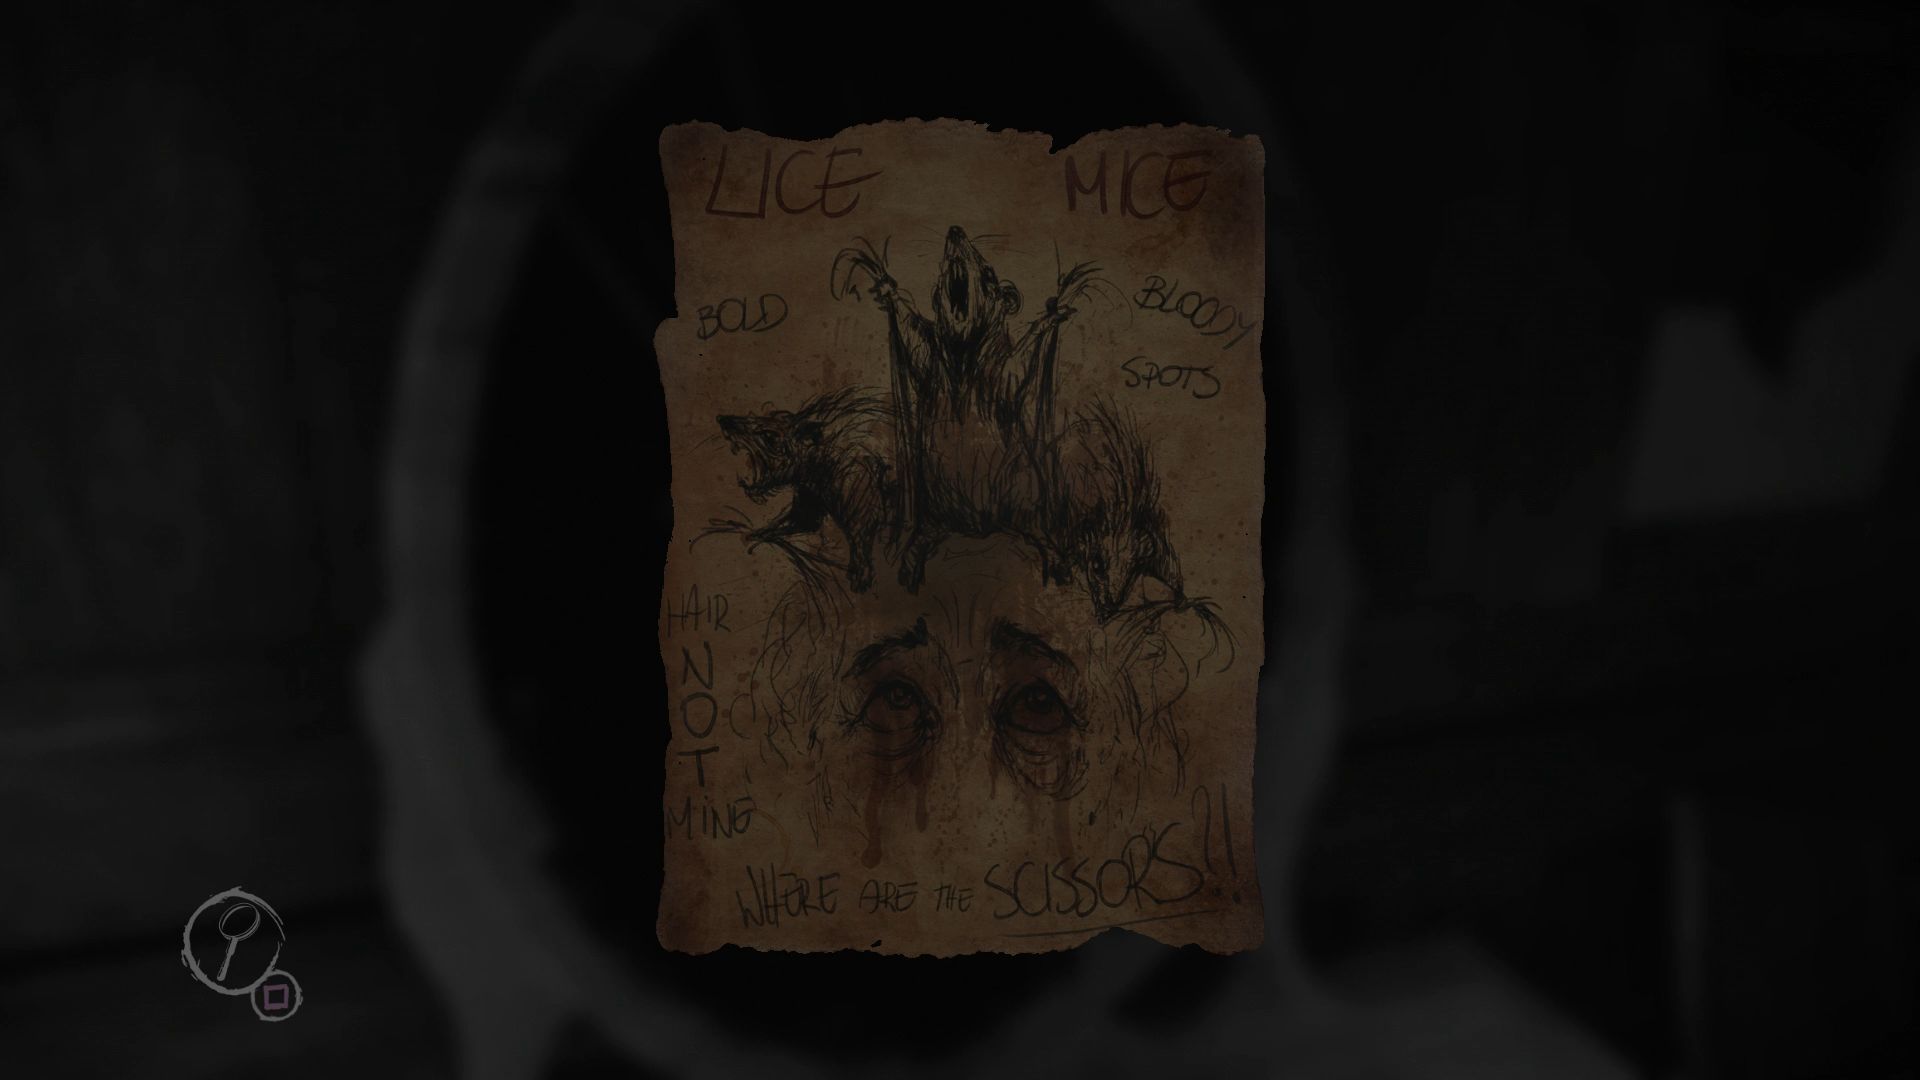 LICE MICE
BOLD
BLOODY
SPOTS
HAIR
NOT
MINE
WHERE ARE THE SCISSORS?!